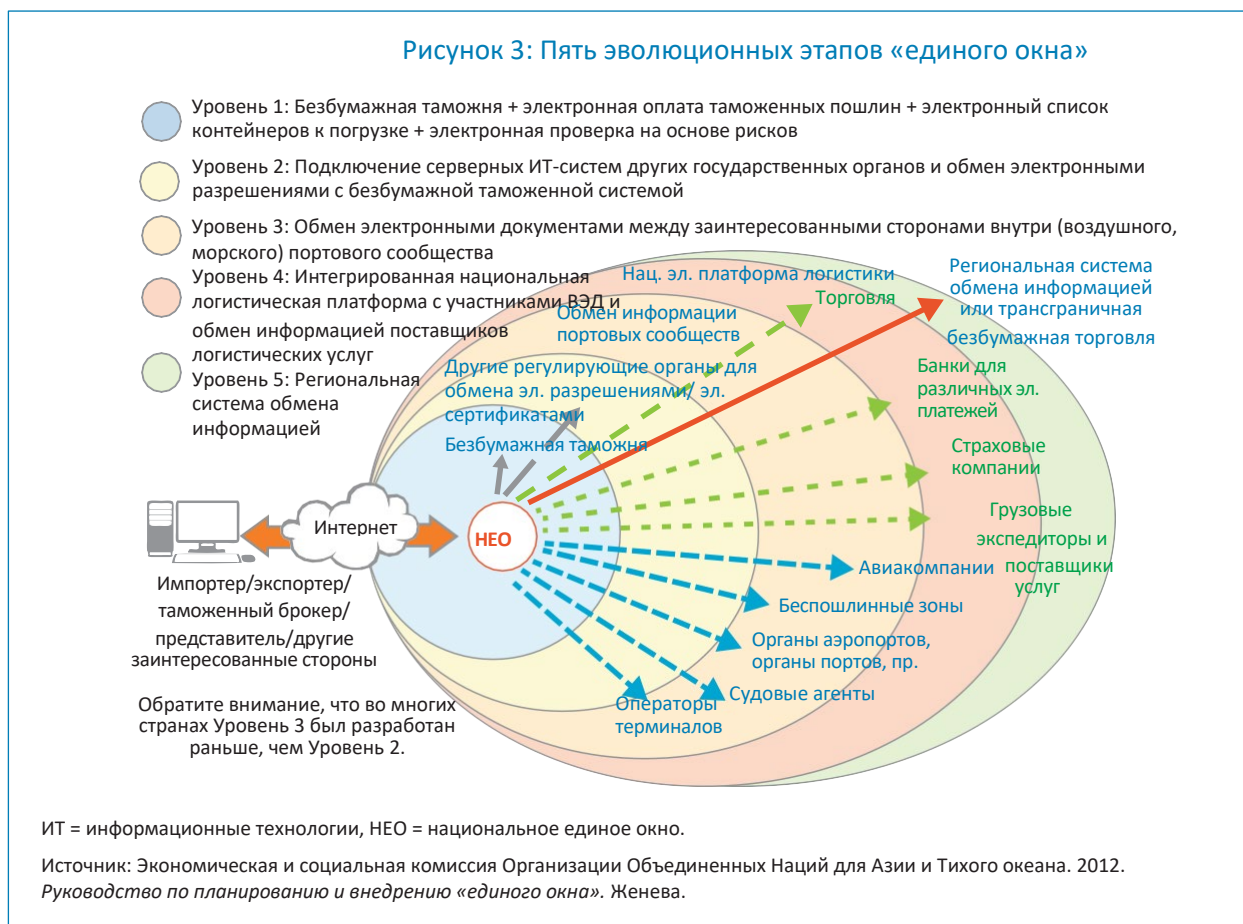 Рисунок 3: Пять эволюционных этапов «единого окна»
Уровень 1: Безбумажная таможня + электронная оплата таможенных пошлин + электронный список
контейнеров к погрузке + электронная проверка на основе рисков
Уровень 2: Подключение серверных ИТ-систем других государственных органов и обмен электронными
разрешениями с безбумажной таможенной системой
Уровень 3: Обмен электронными документами между заинтересованными сторонами внутри (воздушного,
морского) портового сообщества
Уровень 4: Интегрированная национальная
логистическая платформа с участниками ВЭД и
обмен информацией поставщиков
логистических услуг
Уровень 5: Региональная
система обмена
информацией
Нац. эл. платформа логистики
Торговля
Региональная система
обмена информацией
или трансграничная
безбумажная торговля
Обмен информации
портовых сообществ
Другие регулирующие органы для
обмена эл. разрешениями/ эл.
сертификатами
Безбумажная таможня
Банки для
различных эл.
платежей
Страховые
компании
Грузовые
экспедиторы и
поставщики
услуг
Интернет
НЕО
Авиакомпании
Беспошлинные зоны
Органы аэропортов,
органы портов, пр.
Судовые агенты
Операторы
терминалов
Импортер/экспортер/
таможенный брокер/
представитель/другие
заинтересованные стороны
Обратите внимание, что во многих
странах Уровень 3 был разработан
раньше, чем Уровень 2.
ИТ = информационные технологии, НЕО = национальное единое окно.
Источник: Экономическая и социальная комиссия Организации Объединенных Наций для Азии и Тихого океана. 2012.
Руководство по планированию и внедрению «единого окна». Женева.